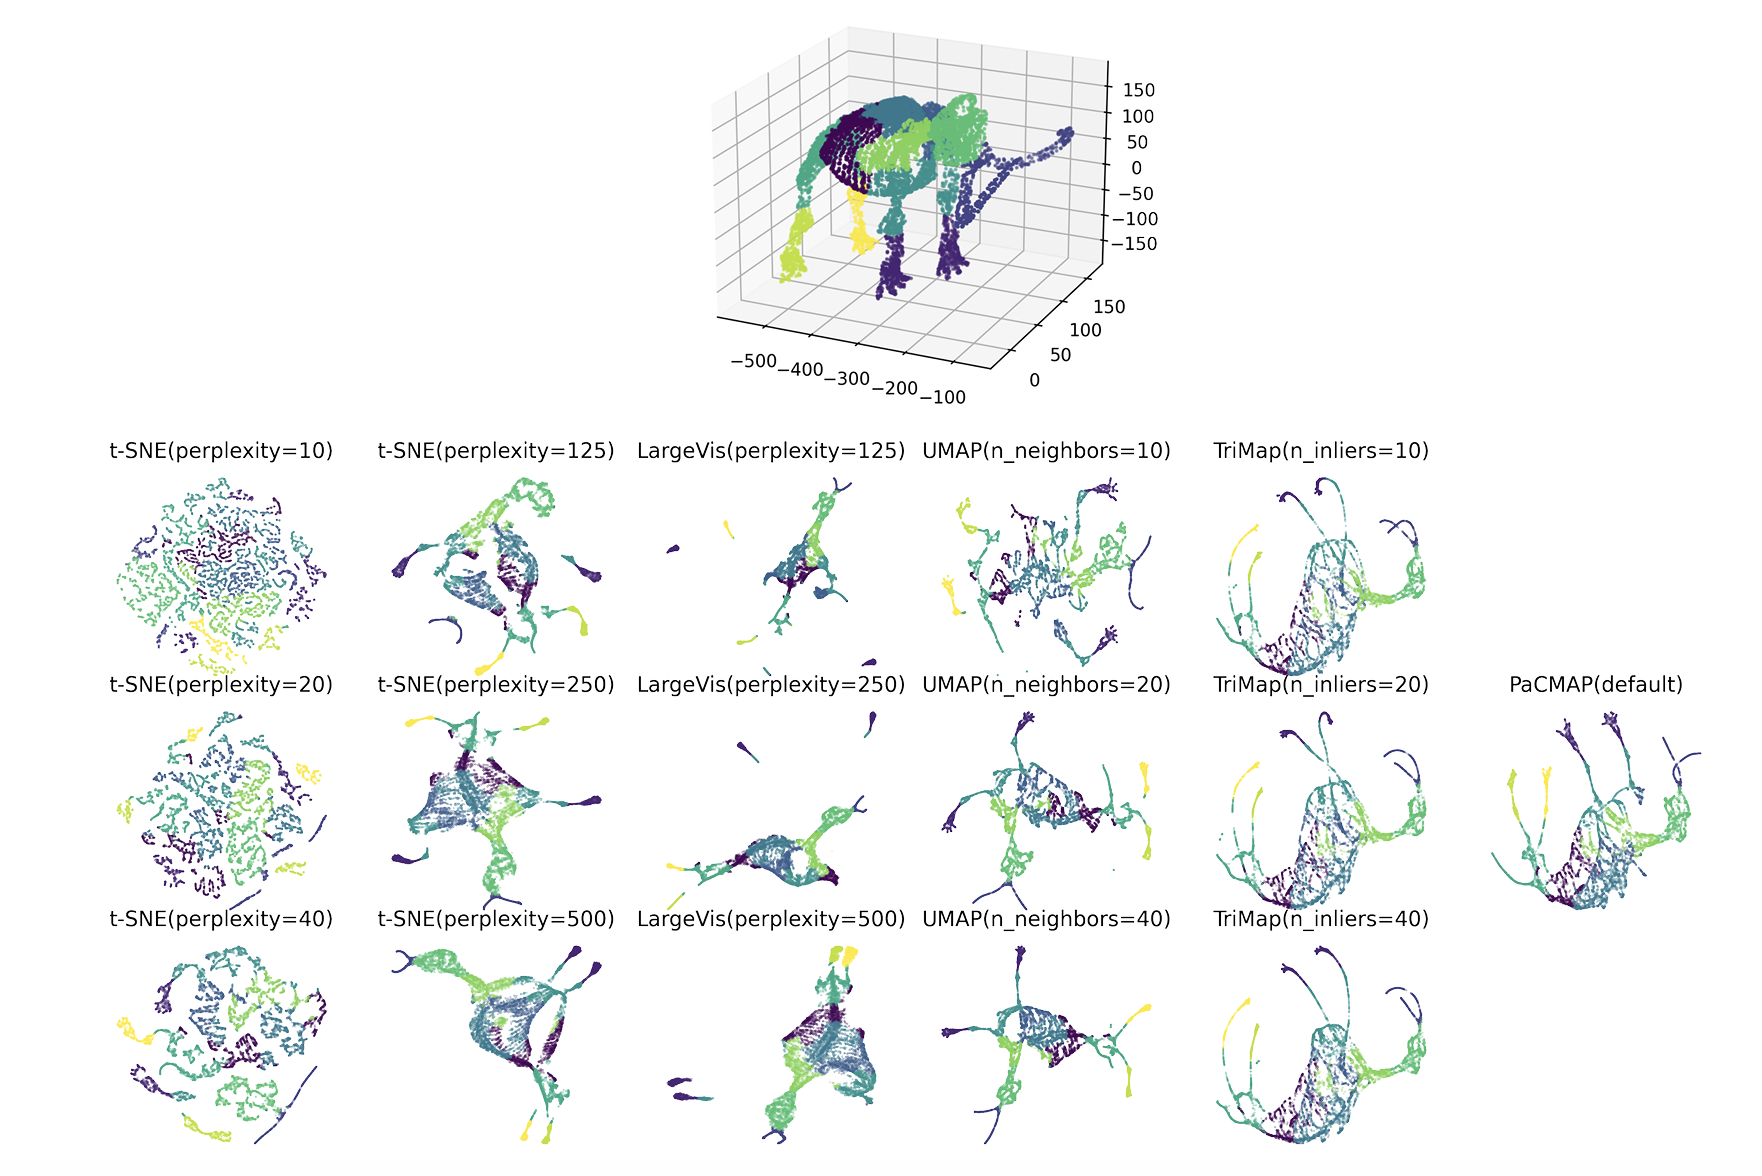 150
100
50
0
−50
−100
−150
150
100
50
0
−500
−400
−300
−200
−100
t-SNE(perplexity=10)
t-SNE(perplexity=125)
LargeVis(perplexity=125)
UMAP(n_neighbors=10)
TriMap(n_inliers=10)
t-SNE(perplexity=20)
t-SNE(perplexity=250)
LargeVis(perplexity=250)
UMAP(n_neighbors=20)
TriMap(n_inliers=20)
PaCMAP(default)
t-SNE(perplexity=40)
t-SNE(perplexity=500)
LargeVis(perplexity=500)
UMAP(n_neighbors=40)
TriMap(n_inliers=40)